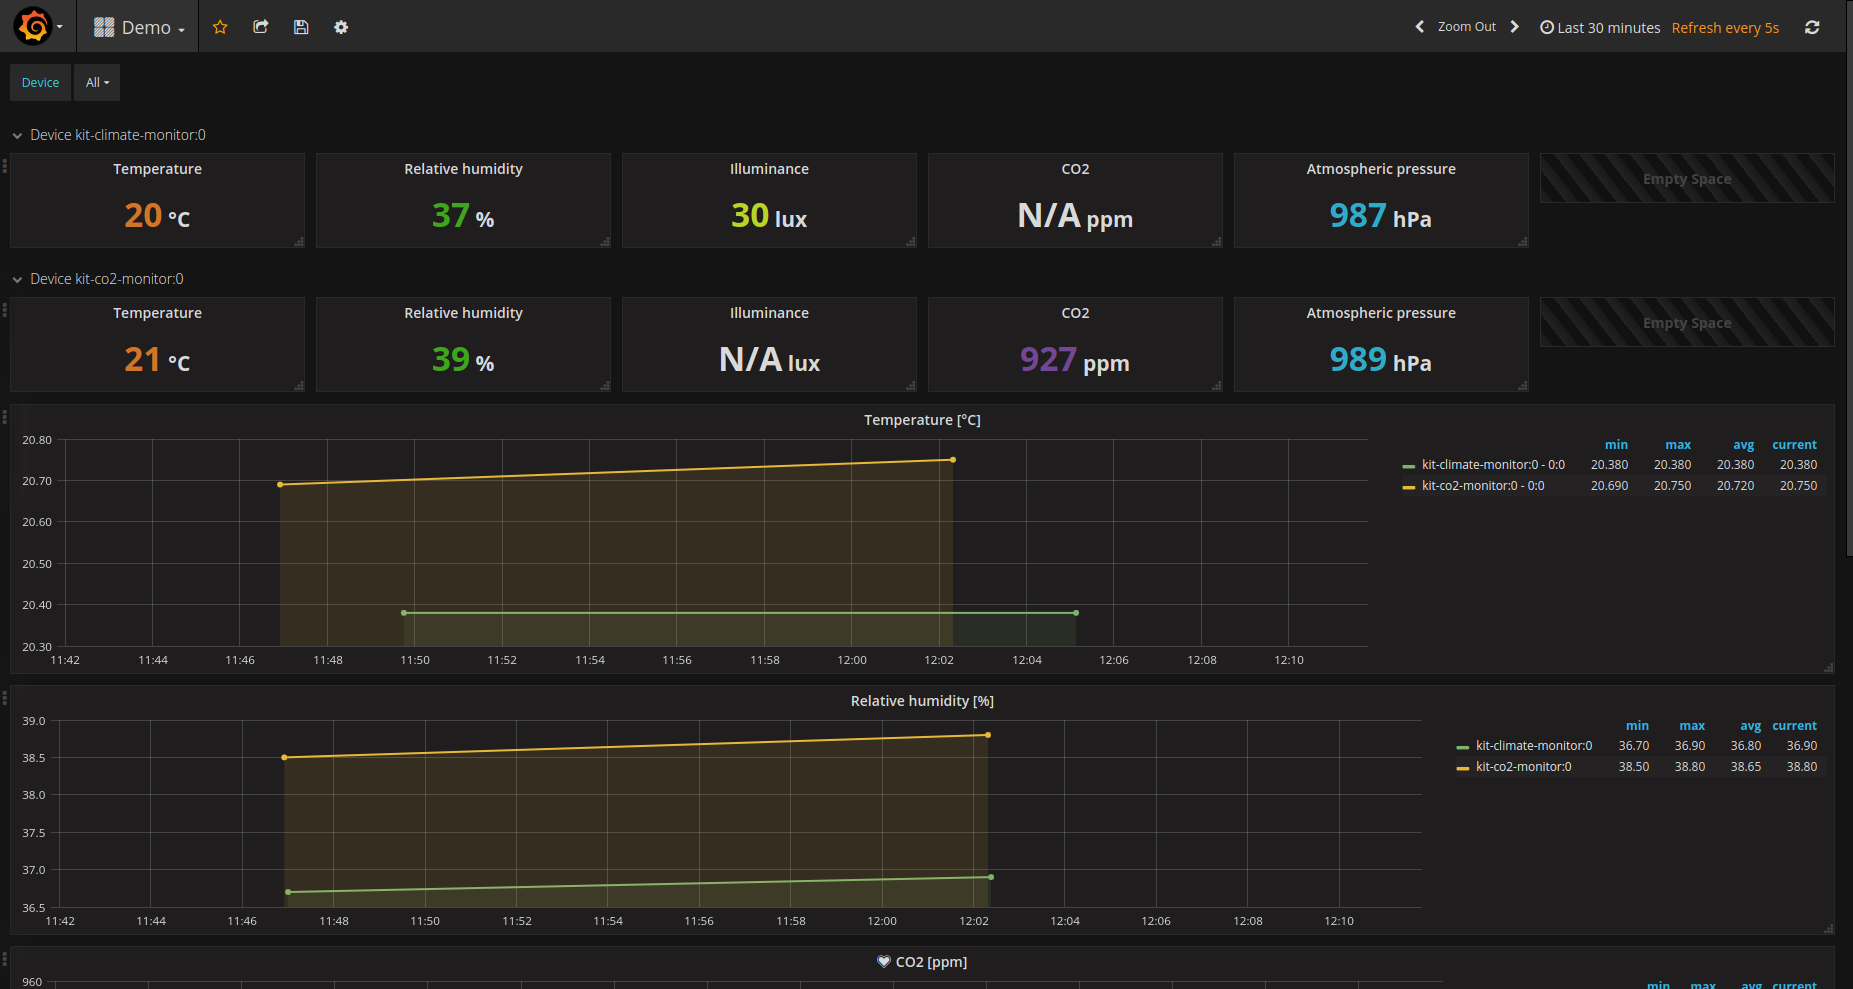 Demo
Zoom Out Last 30 minutes Refresh every 5s
Device All
Device kit-climate-monitor:0
Temperature Relative humidity Illuminance CO2 Atmospheric pressure Empty Space
20 °C 37 % 30 lux N/A ppm 987 hPa
Device kit-co2-monitor:0
Temperature Relative humidity Illuminance CO2 Atmospheric pressure Empty Space
21 °C 39 % N/A lux 927 ppm 989 hPa
Temperature [°C]
20.80
20.70
20.60
20.50
20.40
20.30
11:42 11:44 11:46 11:48 11:50 11:52 11:54 11:56 11:58 12:00 12:02 12:04 12:06 12:08 12:10
min max avg current
kit-climate-monitor:0 - 0:0 20.380 20.380 20.380 20.380
kit-co2-monitor:0 - 0:0 20.690 20.750 20.720 20.750
Relative humidity [%]
39.0
38.5
38.0
37.5
37.0
36.5
11:42 11:44 11:46 11:48 11:50 11:52 11:54 11:56 11:58 12:00 12:02 12:04 12:06 12:08 12:10
min max avg current
kit-climate-monitor:0 36.70 36.90 36.80 36.90
kit-co2-monitor:0 38.50 38.80 38.65 38.80
CO2 [ppm]
960
min max avg current